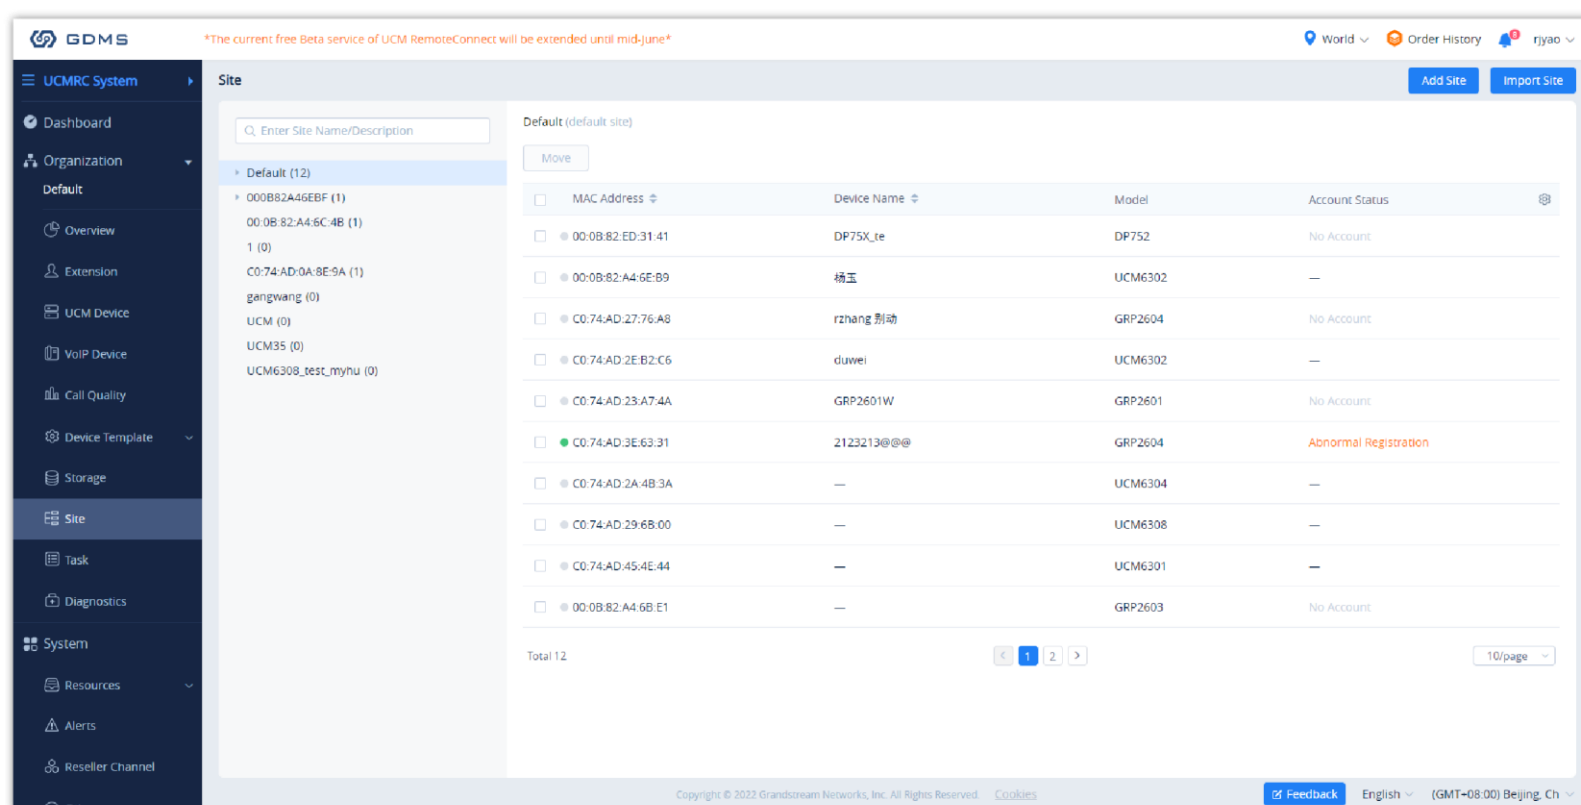 GDMS
*The current free Beta service of UCM RemoteConnect will be extended until mid-June*
World
Order History
8
rjyao
UCMRC System
Site
Add Site
Import Site
Dashboard
Organization
Default
Overview
Extension
UCM Device
VoIP Device
Call Quality
Device Template
Storage
Site
Task
Diagnostics
System
Resources
Alerts
Reseller Channel
Enter Site Name/Description
Default (12)
000B82A46EBF (1)
00:0B:82:A4:6C:4B (1)
1 (0)
C0:74:AD:0A:8E:9A (1)
gangwang (0)
UCM (0)
UCM35 (0)
UCM6308_test_myhu (0)
Default (default site)
Move
MAC Address Device Name Model Account Status
00:0B:82:ED:31:41 DP75X_te DP752 No Account
00:0B:82:A4:6E:B9 杨玉 UCM6302 —
C0:74:AD:27:76:A8 rzhang 别动 GRP2604 No Account
C0:74:AD:2E:B2:C6 duwei UCM6302 —
C0:74:AD:23:A7:4A GRP2601W GRP2601 No Account
C0:74:AD:3E:63:31 2123213@@@ GRP2604 Abnormal Registration
C0:74:AD:2A:4B:3A — UCM6304 —
C0:74:AD:29:6B:00 — UCM6308 —
C0:74:AD:45:4E:44 — UCM6301 —
00:0B:82:A4:6B:E1 — GRP2603 No Account
Total 12
< 1 2 >
10/page
Copyright © 2022 Grandstream Networks, Inc. All Rights Reserved. Cookies
Feedback
English
(GMT+08:00) Beijing, Ch